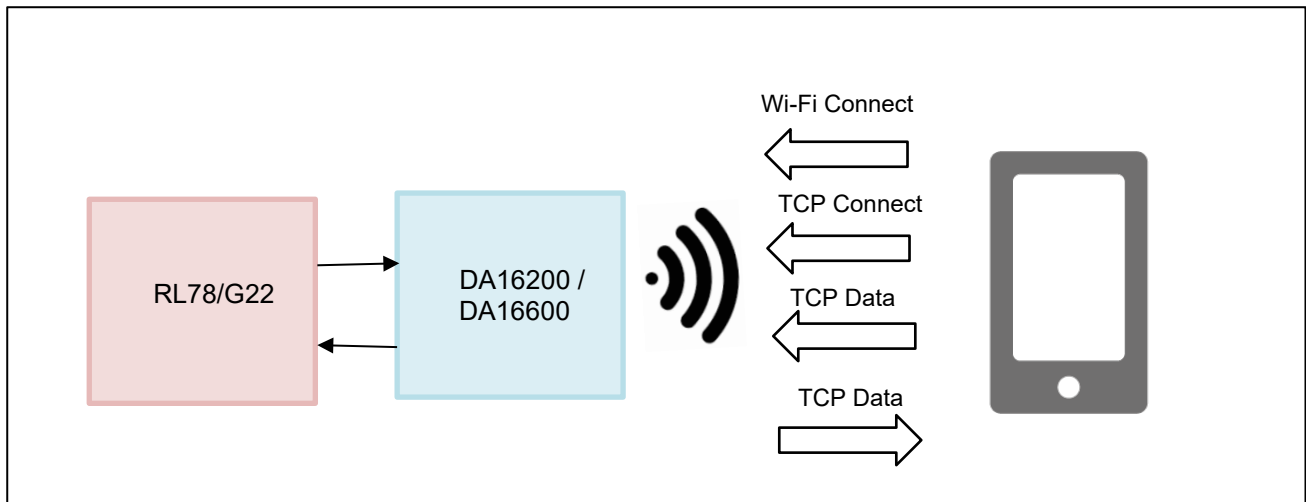 Wi-Fi Connect
TCP Connect
RL78/G22
DA16200 /
DA16600
TCP Data
TCP Data